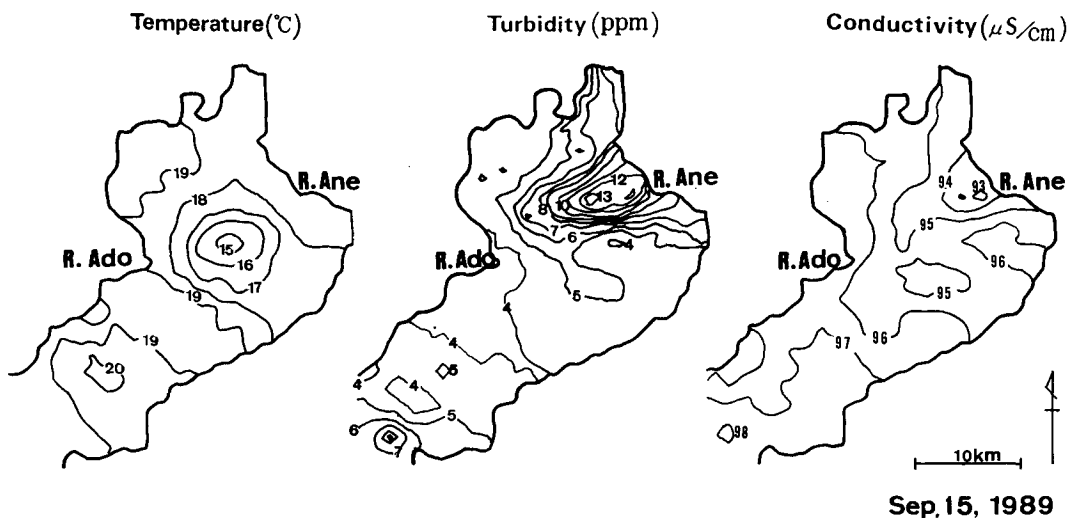 Temperature(℃)
Turbidity(ppm)
Conductivity(μS/cm)
19
18
15
16
17
19
19
20
R.Ane
R.Ado
12
13
10
8
7
6
4
5
4
4
5
4
4
5
6
7
R.Ane
R.Ado
94
93
95
96
95
96
97
98
R.Ane
R.Ado
10km
Sep,15, 1989